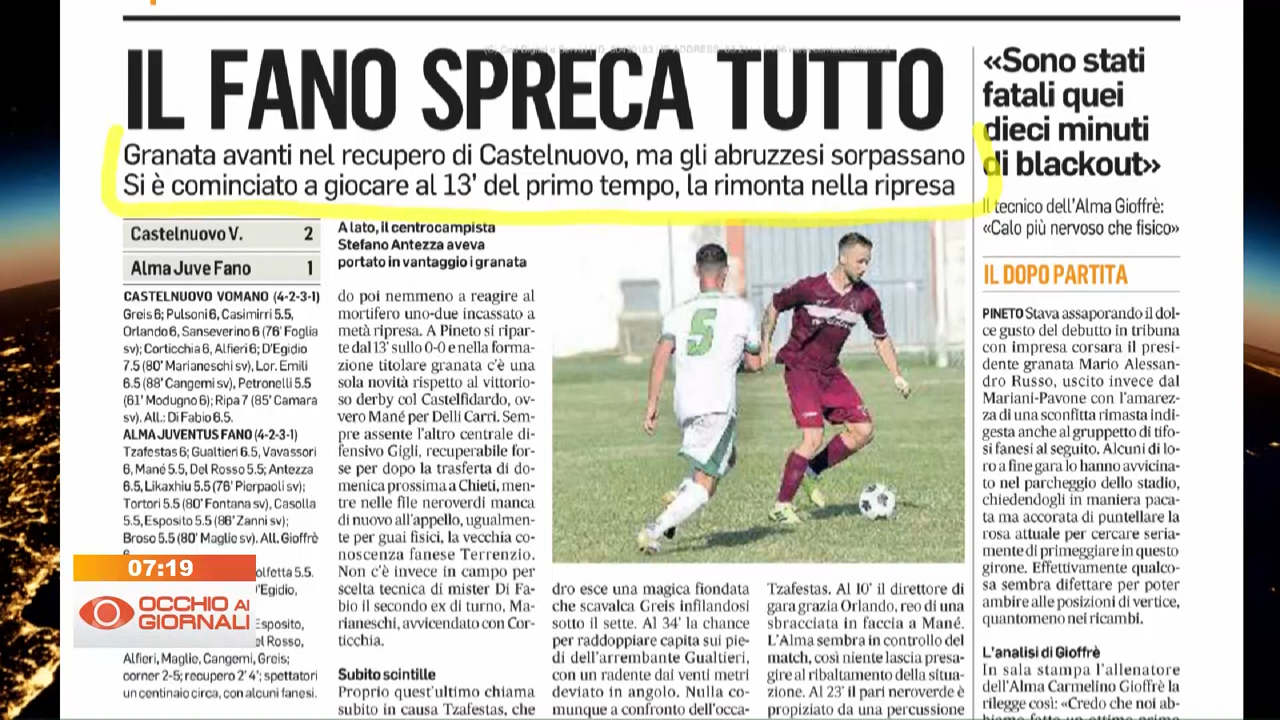 IL FANO SPRECA TUTTO
Granata avanti nel recupero di Castelnuovo, ma gli abruzzesi sorpassano
Si è cominciato a giocare al 13' del primo tempo, la rimonta nella ripresa
Castelnuovo V. 2
Alma Juve Fano 1
CASTELNUOVO VOMANO (4-2-3-1)
Greis 6; Pulsoni 6, Casimirri 5.5,
Orlando 6, Sanseverino 6 (76' Foglia
sv); Corticchia 6, Alfieri 6; D'Egidio
7.5 (80' Marianeschi sv), Lor. Emili
6.5 (88' Cangemi sv), Petronelli 5.5
(61' Modugno 6); Ripa 7 (85' Camara
sv). All.: Di Fabio 6.5.
ALMA JUVENTUS FANO (4-2-3-1)
Tzafestas 6; Gualtieri 6.5, Vavassori
6, Mané 5.5, Del Rosso 5.5; Antezza
6.5, Likaxhiu 5.5 (76' Pierpaoli sv);
Tortori 5.5 (80' Fontana sv), Casolla
5.5, Esposito 5.5 (86' Zanni sv);
Broso 5.5 (80' Maglie sv). All. Gioffrè
olfetta 5.5.
'Egidio,
Esposito,
el Rosso,
Alfieri, Maglie, Cangemi, Greis;
corner 2-5; recupero 2' 4'; spettatori
un centinaio circa, con alcuni fanesi.
A lato, il centrocampista
Stefano Antezza aveva
portato in vantaggio i granata
do poi nemmeno a reagire al
mortifero uno-due incassato a
metà ripresa. A Pineto si ripar-
te dal 13' sullo 0-0 e nella forma-
zione titolare granata c'è una
sola novità rispetto al vittorio-
so derby col Castelfidardo, ov-
vero Mané per Delli Carri. Sem-
pre assente l'altro centrale di-
fensivo Gigli, recuperabile for-
se per dopo la trasferta di do-
menica prossima a Chieti, men-
tre nelle file neroverdi manca
di nuovo all'appello, ugualmen-
te per guai fisici, la vecchia co-
noscenza fanese Terrenzio.
Non c'è invece in campo per
scelta tecnica di mister Di Fa-
bio il secondo ex di turno, Ma-
rianeschi, avvicendato con Cor-
ticchia.
Subito scintille
Proprio quest'ultimo chiama
subito in causa Tzafestas, che
5
dro esce una magica fiondata
che scavalca Greis infilandosi
sotto il sette. Al 34' la chance
per raddoppiare capita sui pie-
di dell'arrembante Gualtieri,
con un radente dai venti metri
deviato in angolo. Nulla co-
munque a confronto dell'occa-
Tzafestas. Al 10' il direttore di
gara grazia Orlando, reo di una
sbracciata in faccia a Mané.
L'Alma sembra in controllo del
match, così niente lascia presa-
gire al ribaltamento della situa-
zione. Al 23' il pari neroverde è
propiziato da una percussione
«Sono stati
fatali quei
dieci minuti
di blackout»
Il tecnico dell'Alma Gioffrè:
«Calo più nervoso che fisico»
IL DOPO PARTITA
PINETO Stava assaporando il dol-
ce gusto del debutto in tribuna
con impresa corsara il presi-
dente granata Mario Alessan-
dro Russo, uscito invece dal
Mariani-Pavone con l'amarez-
za di una sconfitta rimasta indi-
gesta anche al gruppetto di tifo-
si fanesi al seguito. Alcuni di lo-
ro a fine gara lo hanno avvicina-
to nel parcheggio dello stadio,
chiedendogli in maniera paca-
ta ma accorata di puntellare la
rosa attuale per cercare seria-
mente di primeggiare in questo
girone. Effettivamente qualco-
sa sembra difettare per poter
ambire alle posizioni di vertice,
quantomeno nei ricambi.
L'analisi di Gioffrè
In sala stampa l'allenatore
dell'Alma Carmelino Gioffrè la
rilegge così: «Credo che noi ab-
07:19
OCCHIO AI
GIORNALI